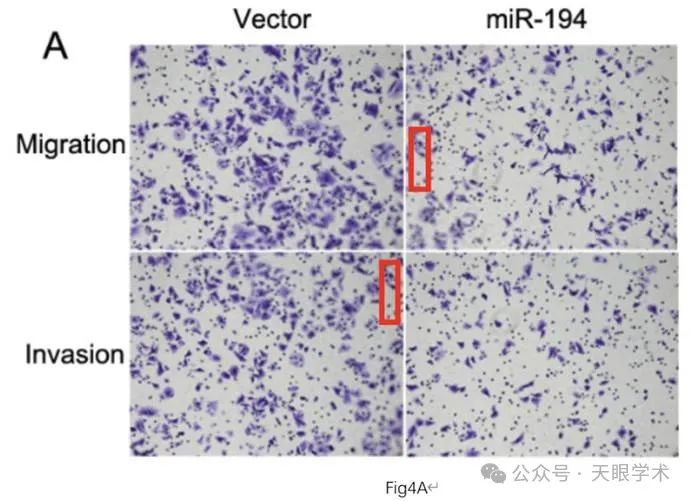 Vector miR-194
A
Migration
Invasion
公众号·天眼学术
Fig4A↵